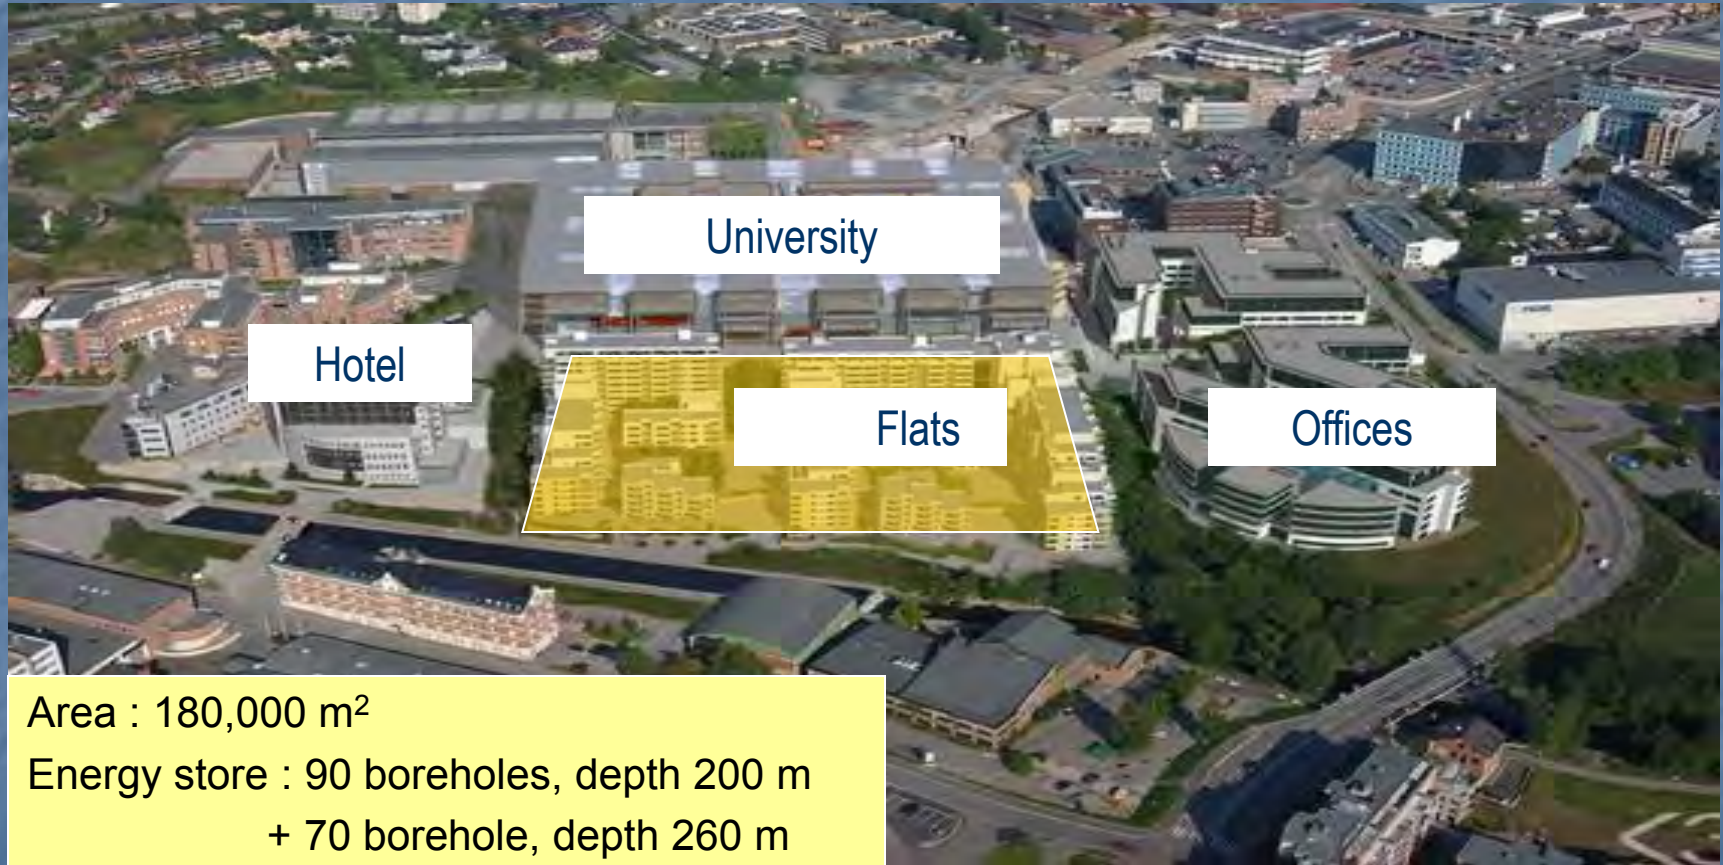 University
Hotel
Flats
Offices
Area : 180,000 m²
Energy store : 90 boreholes, depth 200 m
+ 70 borehole, depth 260 m